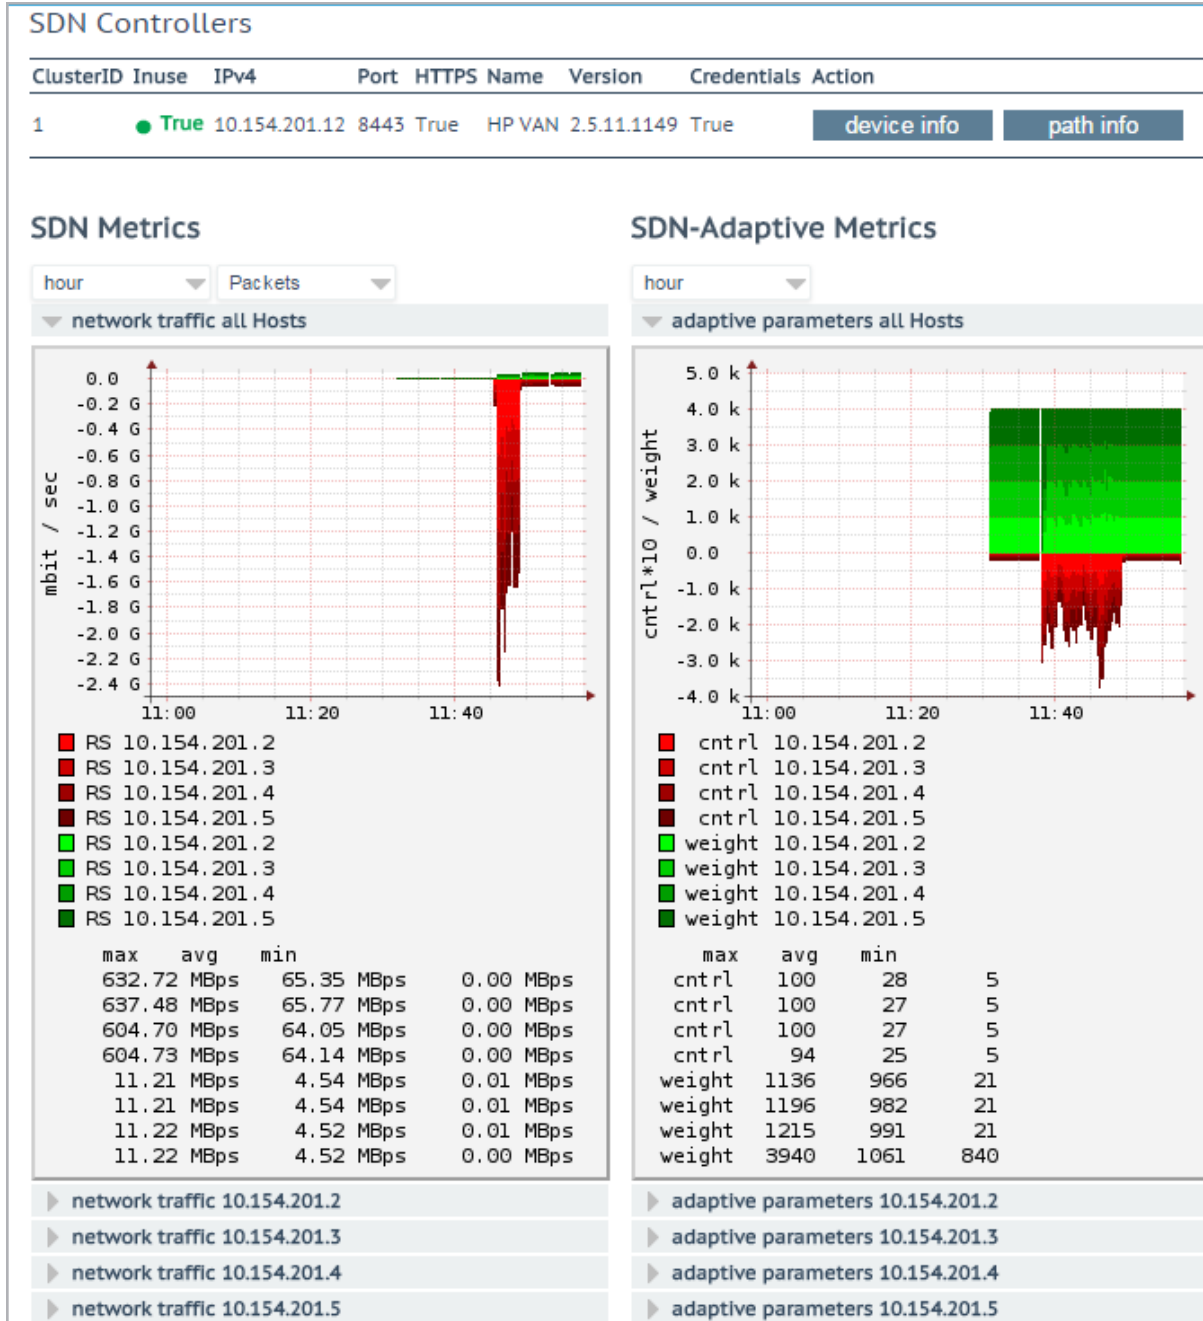 SDN Controllers
ClusterID Inuse IPv4 Port HTTPS Name Version Credentials Action
1 True 10.154.201.12 8443 True HP VAN 2.5.11.1149 True device info path info
SDN Metrics
hour Packets
network traffic all Hosts
mbit / sec
0.0
-0.2 G
-0.4 G
-0.6 G
-0.8 G
-1.0 G
-1.2 G
-1.4 G
-1.6 G
-1.8 G
-2.0 G
-2.2 G
-2.4 G
11:00 11:20 11:40
RS 10.154.201.2
RS 10.154.201.3
RS 10.154.201.4
RS 10.154.201.5
RS 10.154.201.2
RS 10.154.201.3
RS 10.154.201.4
RS 10.154.201.5
max avg min
632.72 MBps 65.35 MBps 0.00 MBps
637.48 MBps 65.77 MBps 0.00 MBps
604.70 MBps 64.05 MBps 0.00 MBps
604.73 MBps 64.14 MBps 0.00 MBps
11.21 MBps 4.54 MBps 0.01 MBps
11.21 MBps 4.54 MBps 0.01 MBps
11.22 MBps 4.52 MBps 0.01 MBps
11.22 MBps 4.52 MBps 0.00 MBps
network traffic 10.154.201.2
network traffic 10.154.201.3
network traffic 10.154.201.4
network traffic 10.154.201.5
SDN-Adaptive Metrics
hour
adaptive parameters all Hosts
cntrl*10 / weight
5.0 k
4.0 k
3.0 k
2.0 k
1.0 k
0.0
-1.0 k
-2.0 k
-3.0 k
-4.0 k
11:00 11:20 11:40
cntrl 10.154.201.2
cntrl 10.154.201.3
cntrl 10.154.201.4
cntrl 10.154.201.5
weight 10.154.201.2
weight 10.154.201.3
weight 10.154.201.4
weight 10.154.201.5
max avg min
cntrl 100 28 5
cntrl 100 27 5
cntrl 100 27 5
cntrl 94 25 5
weight 1136 966 21
weight 1196 982 21
weight 1215 991 21
weight 3940 1061 840
adaptive parameters 10.154.201.2
adaptive parameters 10.154.201.3
adaptive parameters 10.154.201.4
adaptive parameters 10.154.201.5